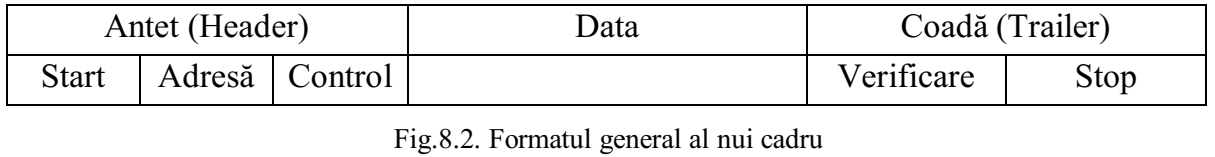 Antet (Header) Data Coadă (Trailer)
Start Adresă Control Verificare Stop
Fig.8.2. Formatul general al nui cadru